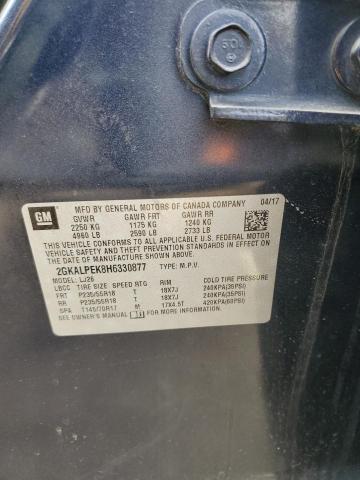 GM
MFD BY GENERAL MOTORS OF CANADA COMPANY 04/17
GVWR GAWR FRT GAWR RR
2250 KG 1175 KG 1240 KG
4960 LB 2590 LB 2733 LB
THIS VEHICLE CONFORMS TO ALL APPLICABLE U.S. FEDERAL
MOTOR VEHICLE SAFETY,
THEFT PREVENTION STANDARDS IN EFFECT ON THE DATE OF
MANUFACTURE SHOWN ABOVE.
2GKALPEK8H6330877 TYPE: M.P.V.
MODEL: LJ26
LBCC TIRE SIZE SPEED RTG RIM COLD TIRE PRESSURE
FRT P235/55R18 18X7J 240KPA(35PSI)
RR P235/55R18 18X7J 240KPA(35PSI)
SPA T145/70R17 M 17X4.5T 420KPA(60PSI)
SEE OWNER'S MANUAL FOR MORE INFORMATION.